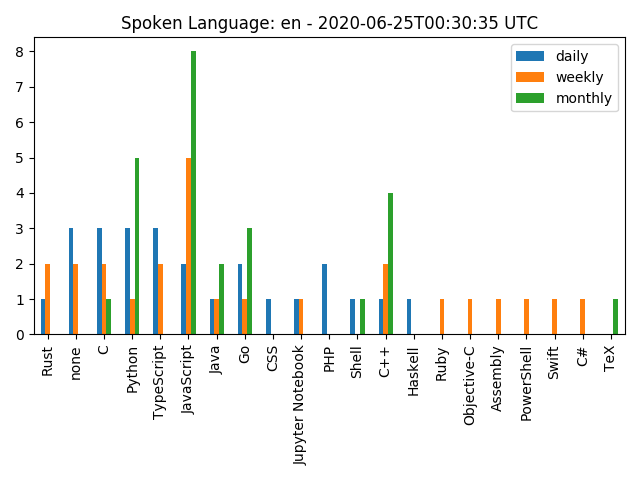 Spoken Language: en - 2020-06-25T00:30:35 UTC
daily
weekly
monthly
8
7
6
5
4
3
2
1
0
Rust
none
C
Python
TypeScript
JavaScript
Java
Go
CSS
Jupyter Notebook
PHP
Shell
C++
Haskell
Ruby
Objective-C
Assembly
PowerShell
Swift
C#
TeX